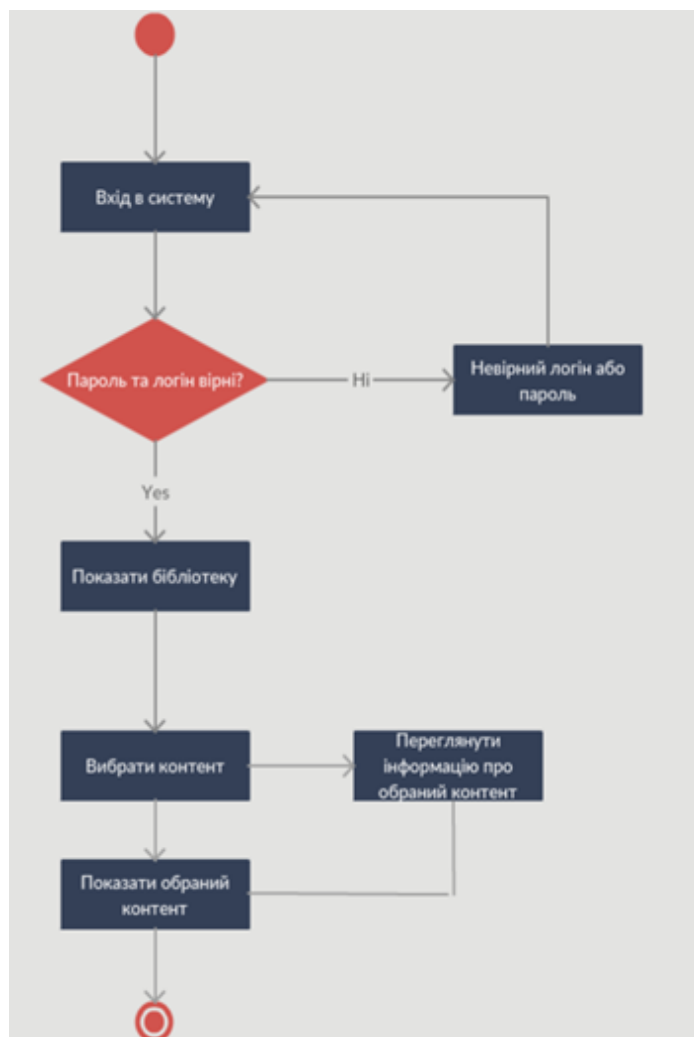 Вхід в систему
Пароль та логін вірні?
Ні
Невірний логін або
пароль
Yes
Показати бібліотеку
Вибрати контент
Переглянути
інформацію про
обраний контент
Показати обраний
контент